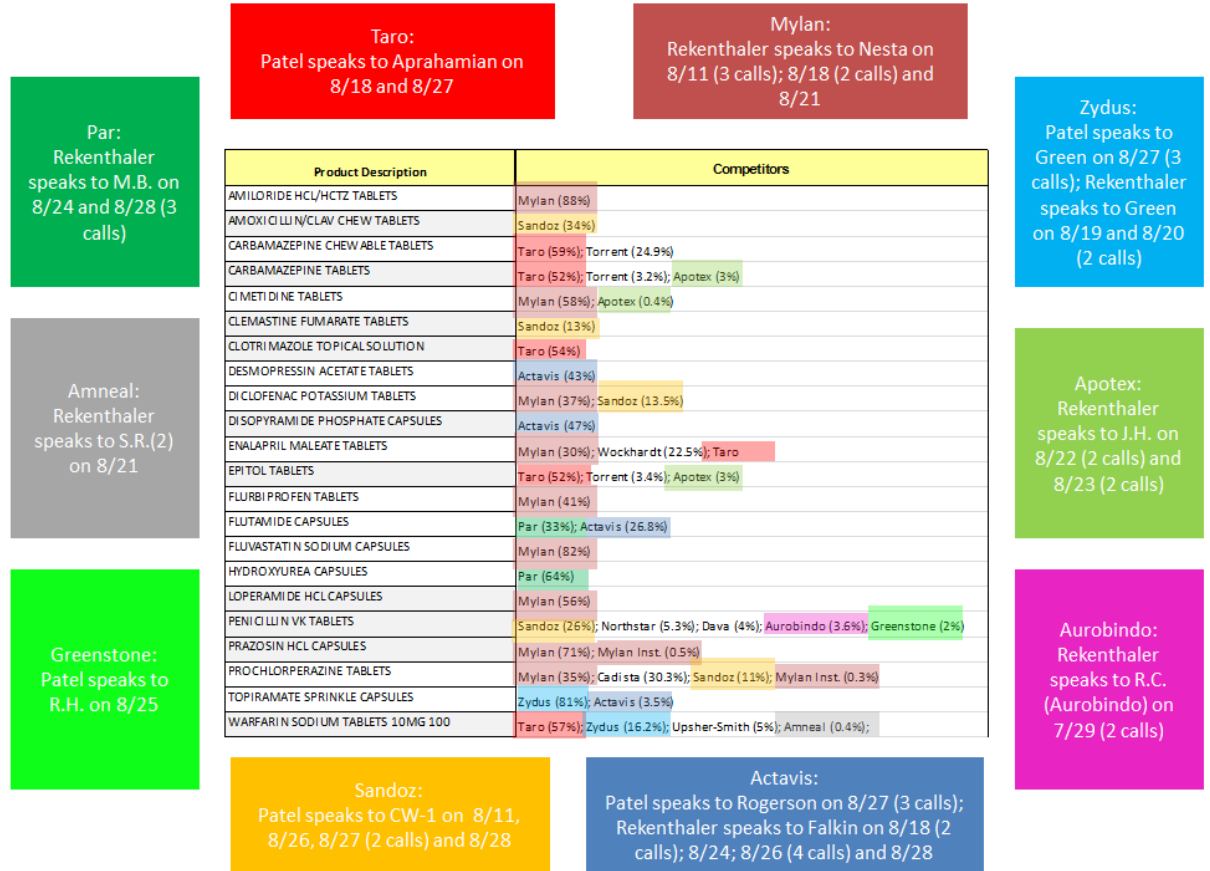 Taro:
Patel speaks to Aprahamian on
8/18 and 8/27
Mylan:
Rekenthaler speaks to Nesta on
8/11 (3 calls); 8/18 (2 calls) and
8/21
Par:
Rekenthaler
speaks to M.B. on
8/24 and 8/28 (3
calls)
Zydus:
Patel speaks to
Green on 8/27 (3
calls); Rekenthaler
speaks to Green
on 8/19 and 8/20
(2 calls)
Amneal:
Rekenthaler
speaks to S.R.(2)
on 8/21
Apotex:
Rekenthaler
speaks to J.H. on
8/22 (2 calls) and
8/23 (2 calls)
Greenstone:
Patel speaks to
R.H. on 8/25
Aurobindo:
Rekenthaler
speaks to R.C.
(Aurobindo) on
7/29 (2 calls)
Product Description Competitors
AMILORIDE HCL/HCTZ TABLETS Mylan (88%)
AMOXICILLIN/CLAV CHEW TABLETS Sandoz (34%)
CARBAMAZEPINE CHEWABLE TABLETS Taro (59%); Torrent (24.9%)
CARBAMAZEPINE TABLETS Taro (52%); Torrent (3.2%); Apotex (3%)
CIMETIDINE TABLETS Mylan (58%); Apotex (0.4%)
CLEMASTINE FUMARATE TABLETS Sandoz (13%)
CLOTRIMAZOLE TOPICAL SOLUTION Taro (54%)
DESMOPRESSIN ACETATE TABLETS Actavis (43%)
DICLOFENAC POTASSIUM TABLETS Mylan (37%); Sandoz (13.5%)
DISOPYRAMIDE PHOSPHATE CAPSULES Actavis (47%)
ENALAPRIL MALEATE TABLETS Mylan (30%); Wockhardt (22.5%); Taro
EPITOL TABLETS Taro (52%); Torrent (3.4%); Apotex (3%)
FLURBIPROFEN TABLETS Mylan (41%)
FLUTAMIDE CAPSULES Par (33%); Actavis (26.8%)
FLUVASTATIN SODIUM CAPSULES Mylan (82%)
HYDROXYUREA CAPSULES Par (64%)
LOPERAMIDE HCL CAPSULES Mylan (56%)
PENICILLIN VK TABLETS Sandoz (26%); Northstar (5.3%); Dava (4%); Aurobindo (3.6%); Greenstone (2%)
PRAZOSIN HCL CAPSULES Mylan (71%); Mylan Inst. (0.5%)
PROCHLORPERAZINE TABLETS Mylan (35%); Cadista (30.3%); Sandoz (11%); Mylan Inst. (0.3%)
TOPIRAMATE SPRINKLE CAPSULES Zydus (81%); Actavis (3.5%)
WARFARIN SODIUM TABLETS 10MG 100 Taro (57%); Zydus (16.2%); Upsher-Smith (5%); Amneal (0.4%);
Sandoz:
Patel speaks to CW-1 on 8/11,
8/26, 8/27 (2 calls) and 8/28
Actavis:
Patel speaks to Rogerson on 8/27 (3 calls);
Rekenthaler speaks to Falkin on 8/18 (2
calls); 8/24; 8/26 (4 calls) and 8/28